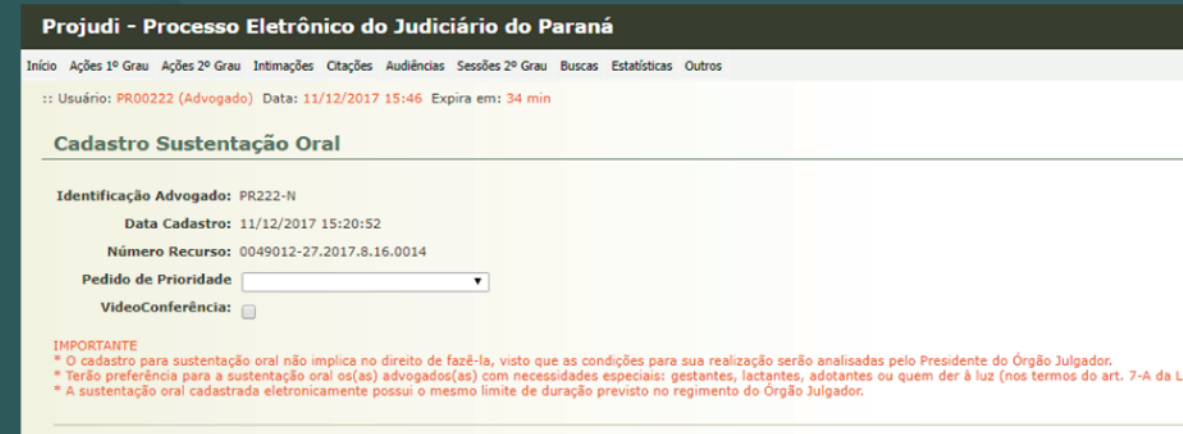 Projudi - Processo Eletrônico do Judiciário do Paraná
Início Ações 1º Grau Ações 2º Grau Intimações Citações Audiências Sessões 2º Grau Buscas Estatísticas Outros
:: Usuário: PR00222 (Advogado) Data: 11/12/2017 15:46 Expira em: 34 min
Cadastro Sustentação Oral
Identificação Advogado: PR222-N
Data Cadastro: 11/12/2017 15:20:52
Número Recurso: 0049012-27.2017.8.16.0014
Pedido de Prioridade
VideoConferência:
IMPORTANTE
* O cadastro para sustentação oral não implica no direito de fazê-la, visto que as condições para sua realização serão analisadas pelo Presidente do Órgão Julgador.
* Terão preferência para a sustentação oral os(as) advogados(as) com necessidades especiais: gestantes, lactantes, adotantes ou quem der à luz (nos termos do art. 7-A da L
* A sustentação oral cadastrada eletronicamente possui o mesmo limite de duração previsto no regimento do Órgão Julgador.